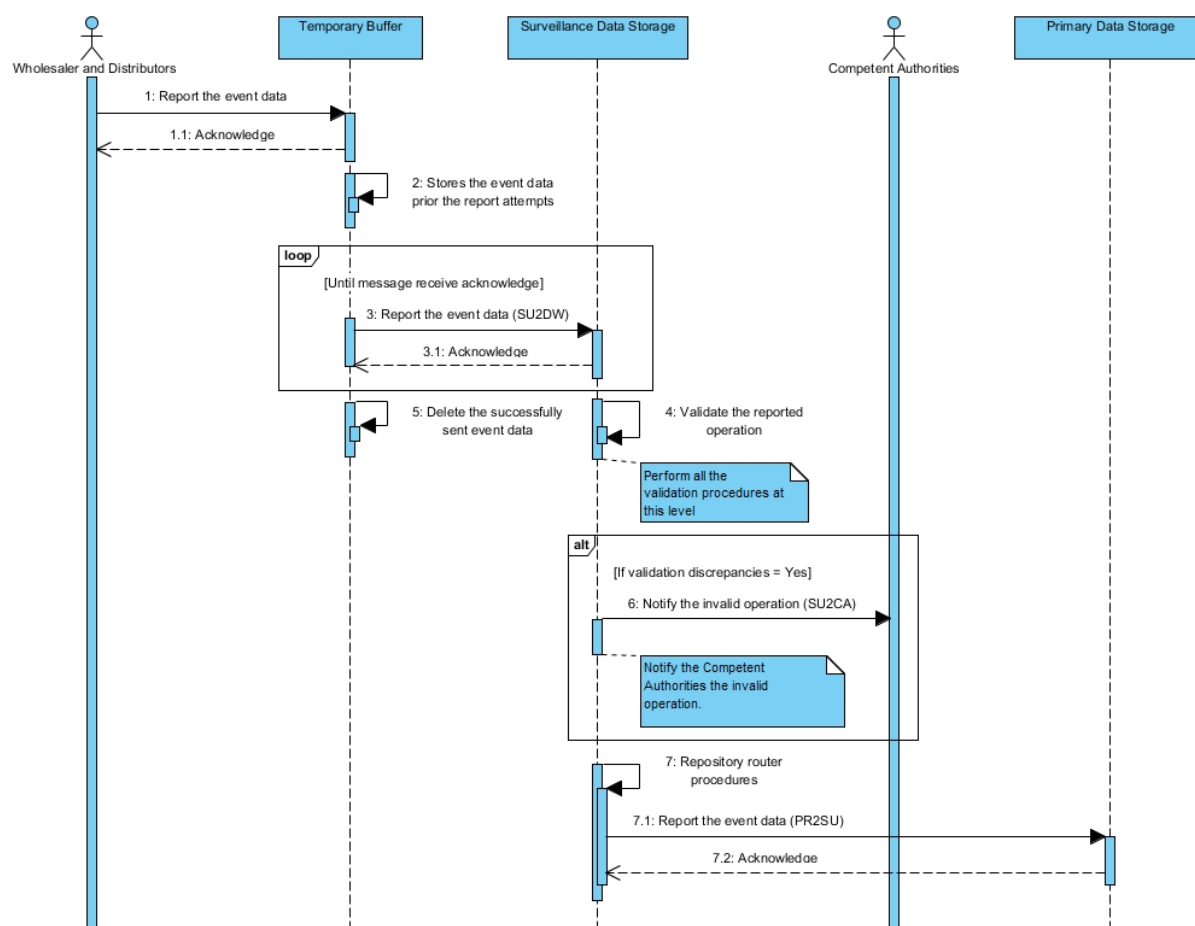 Temporary Buffer
Surveillance Data Storage
Primary Data Storage
Wholesaler and Distributors
Competent Authorities
1: Report the event data
1.1: Acknowledge
2: Stores the event data
prior the report attempts
loop
[Until message receive acknowledge]
3: Report the event data (SU2DW)
3.1: Acknowledge
5: Delete the successfully
sent event data
4: Validate the reported
operation
Perform all the
validation procedures at
this level
alt
[If validation discrepancies = Yes]
6: Notify the invalid operation (SU2CA)
Notify the Competent
Authorities the invalid
operation.
7: Repository router
procedures
7.1: Report the event data (PR2SU)
7.2: Acknowledge